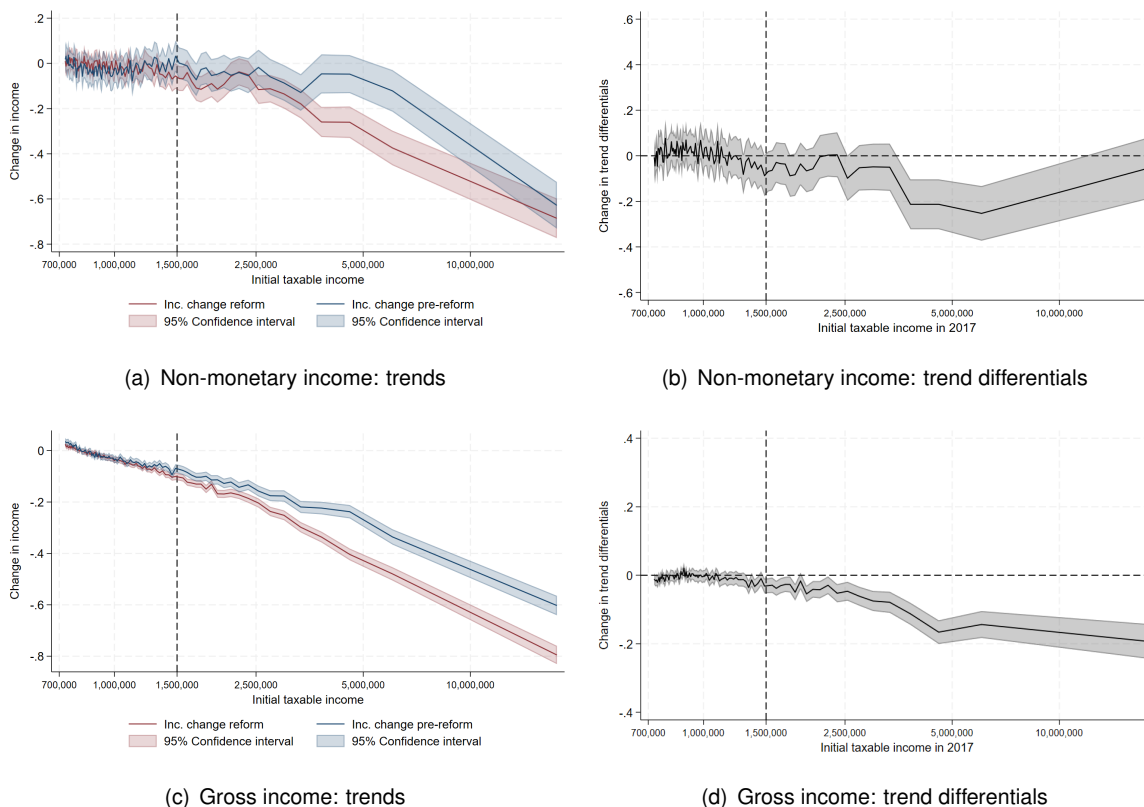 .2
0
-.2
-.4
-.6
-.8
Change in income
700,000 1,000,000 1,500,000 2,500,000 5,000,000 10,000,000
Initial taxable income
Inc. change reform Inc. change pre-reform
95% Confidence interval 95% Confidence interval
(a) Non-monetary income: trends
.6
.4
.2
0
-.2
-.4
.6
Change in trend differentials
700,000 1,000,000 1,500,000 2,500,000 5,000,000 10,000,000
Initial taxable income in 2017
(b) Non-monetary income: trend differentials
0
-.2
-.4
-.6
-.8
Change in income
700,000 1,000,000 1,500,000 2,500,000 5,000,000 10,000,000
Initial taxable income
Inc. change reform Inc. change pre-reform
95% Confidence interval 95% Confidence interval
(c) Gross income: trends
.4
.2
0
-.2
-.4
Change in trend differentials
700,000 1,000,000 1,500,000 2,500,000 5,000,000 10,000,000
Initial taxable income in 2017
(d) Gross income: trend differentials